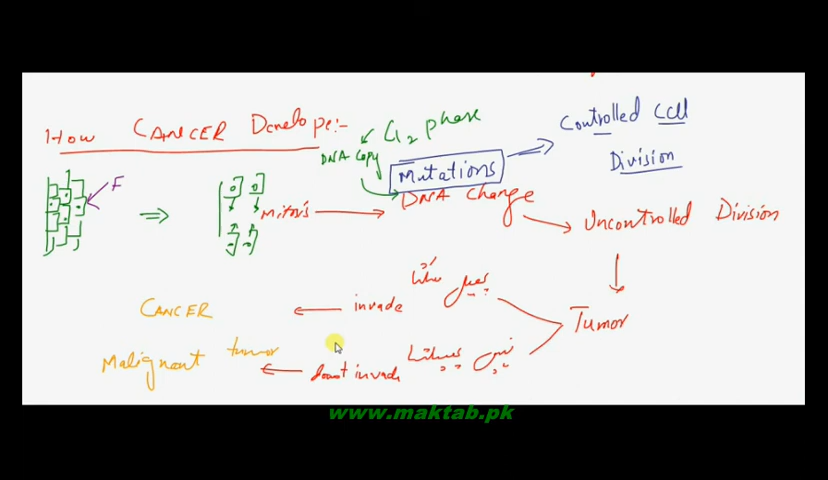 How CANCER Develope:-
G2 phase
DNA Copy
Controlled Cell
Division
Mutations
F
Mitosis
DNA Change
Uncontrolled Division
Tumor
invade
CANCER
donot invade
Malignant tumor
www.maktab.pk